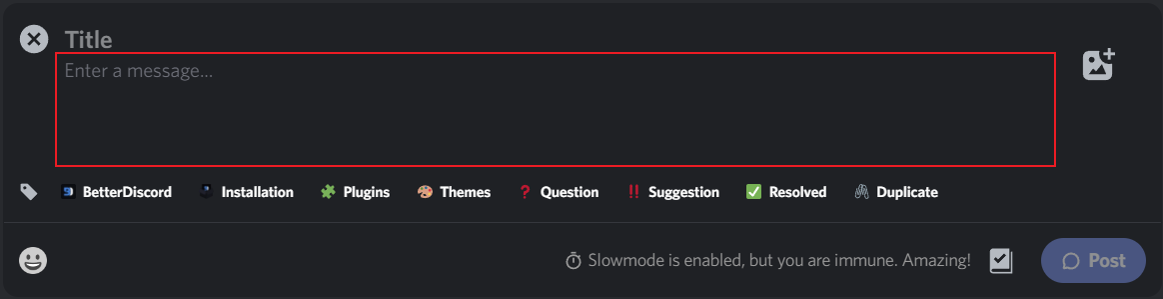 Title
Enter a message...
BetterDiscord Installation Plugins Themes Question Suggestion Resolved Duplicate
Slowmode is enabled, but you are immune. Amazing! Post